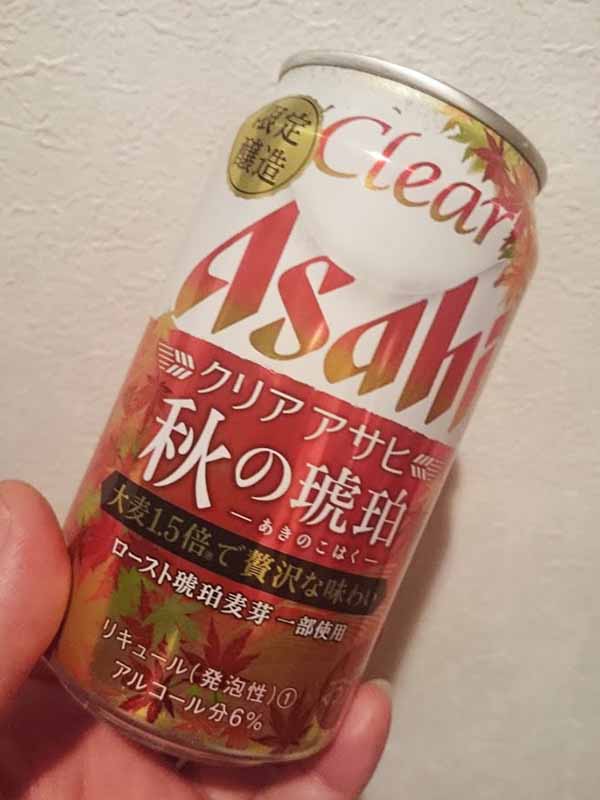 限定
醸造
Clear
Asahi
クリア アサヒ
秋の琥珀
ーあきのこはくー
大麦1.5倍で贅沢な味わい
ロースト琥珀麦芽 一部使用
リキュール(発泡性)①
アルコール分6%